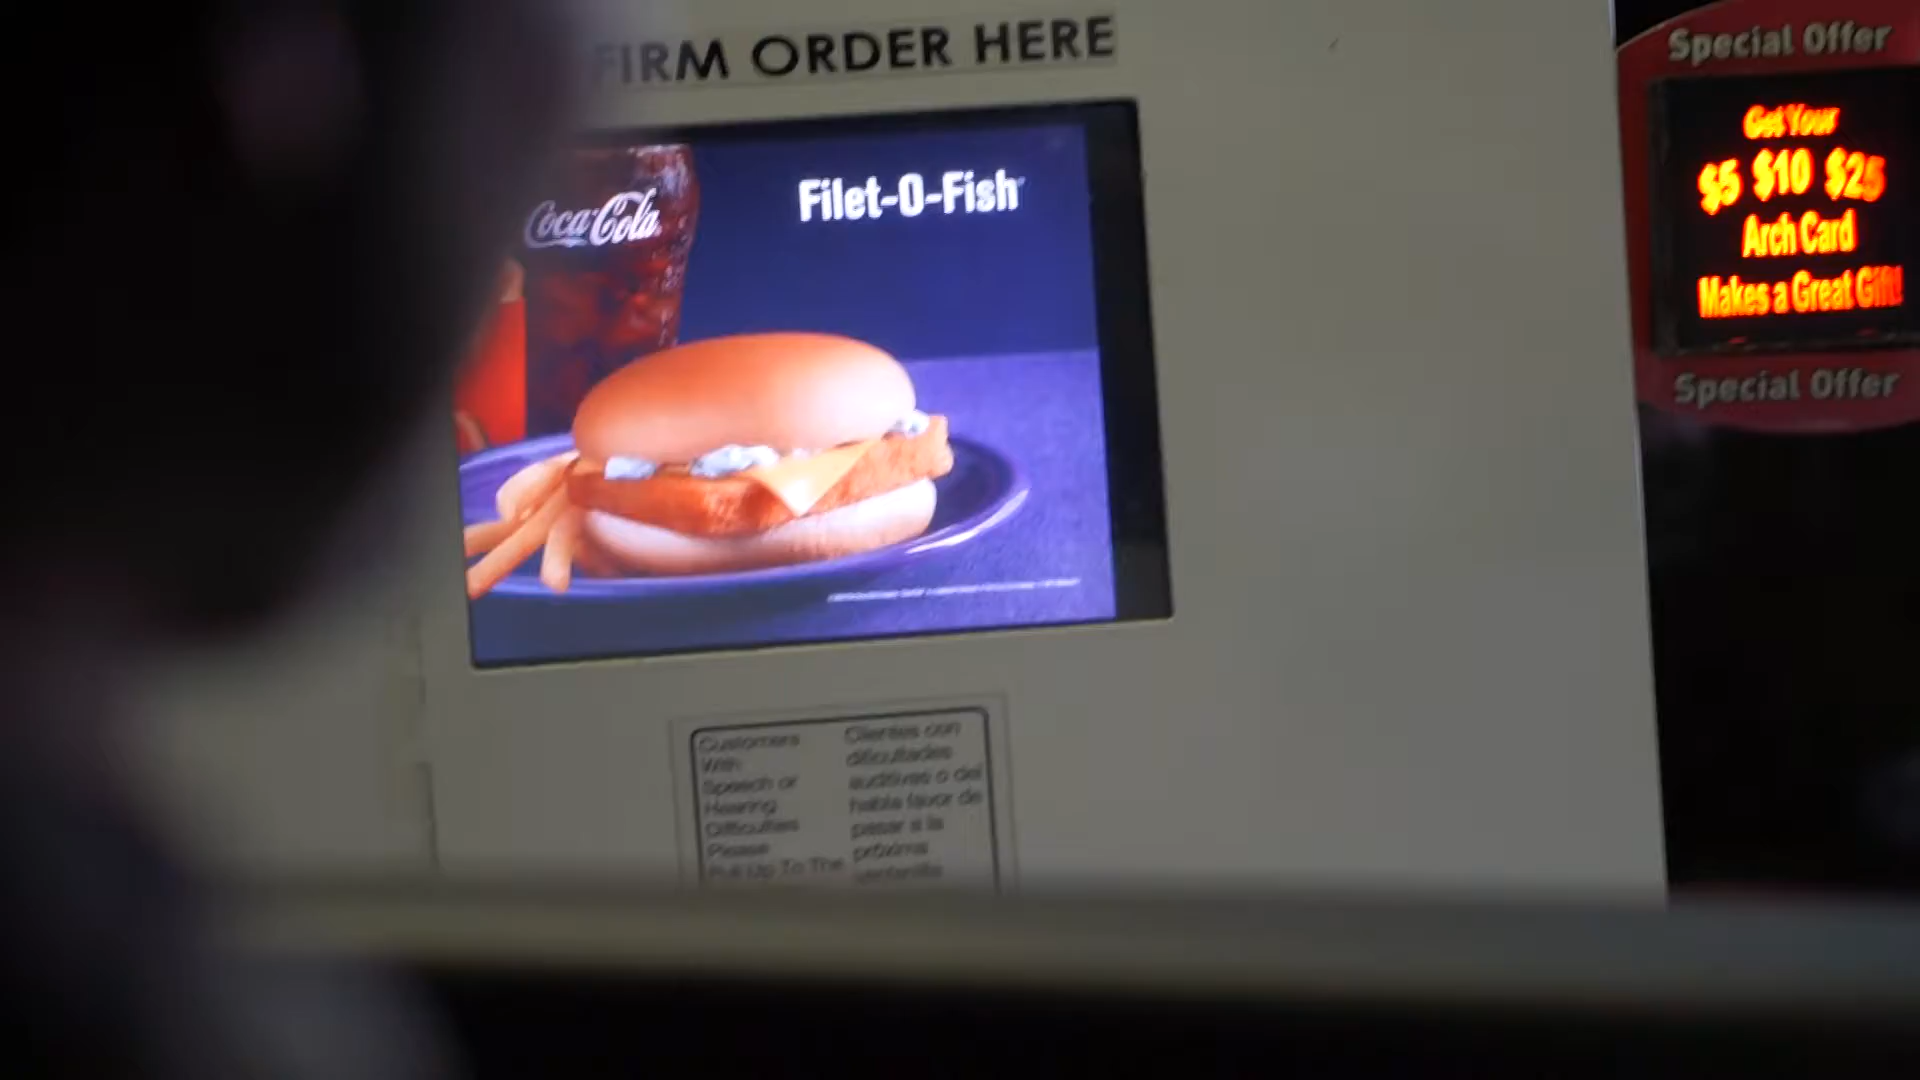 FIRM ORDER HERE
Coca-Cola
Filet-O-Fish
Special Offer
Get Your
$5 $10 $25
Arch Card
Makes a Great Gift!
Special Offer
Customers
With
Speech or
Hearing
Difficulties
Please
Pull Up To The
Clientes con
dificultades
auditivas o del
habla favor de
pasar a la
próxima
ventanilla